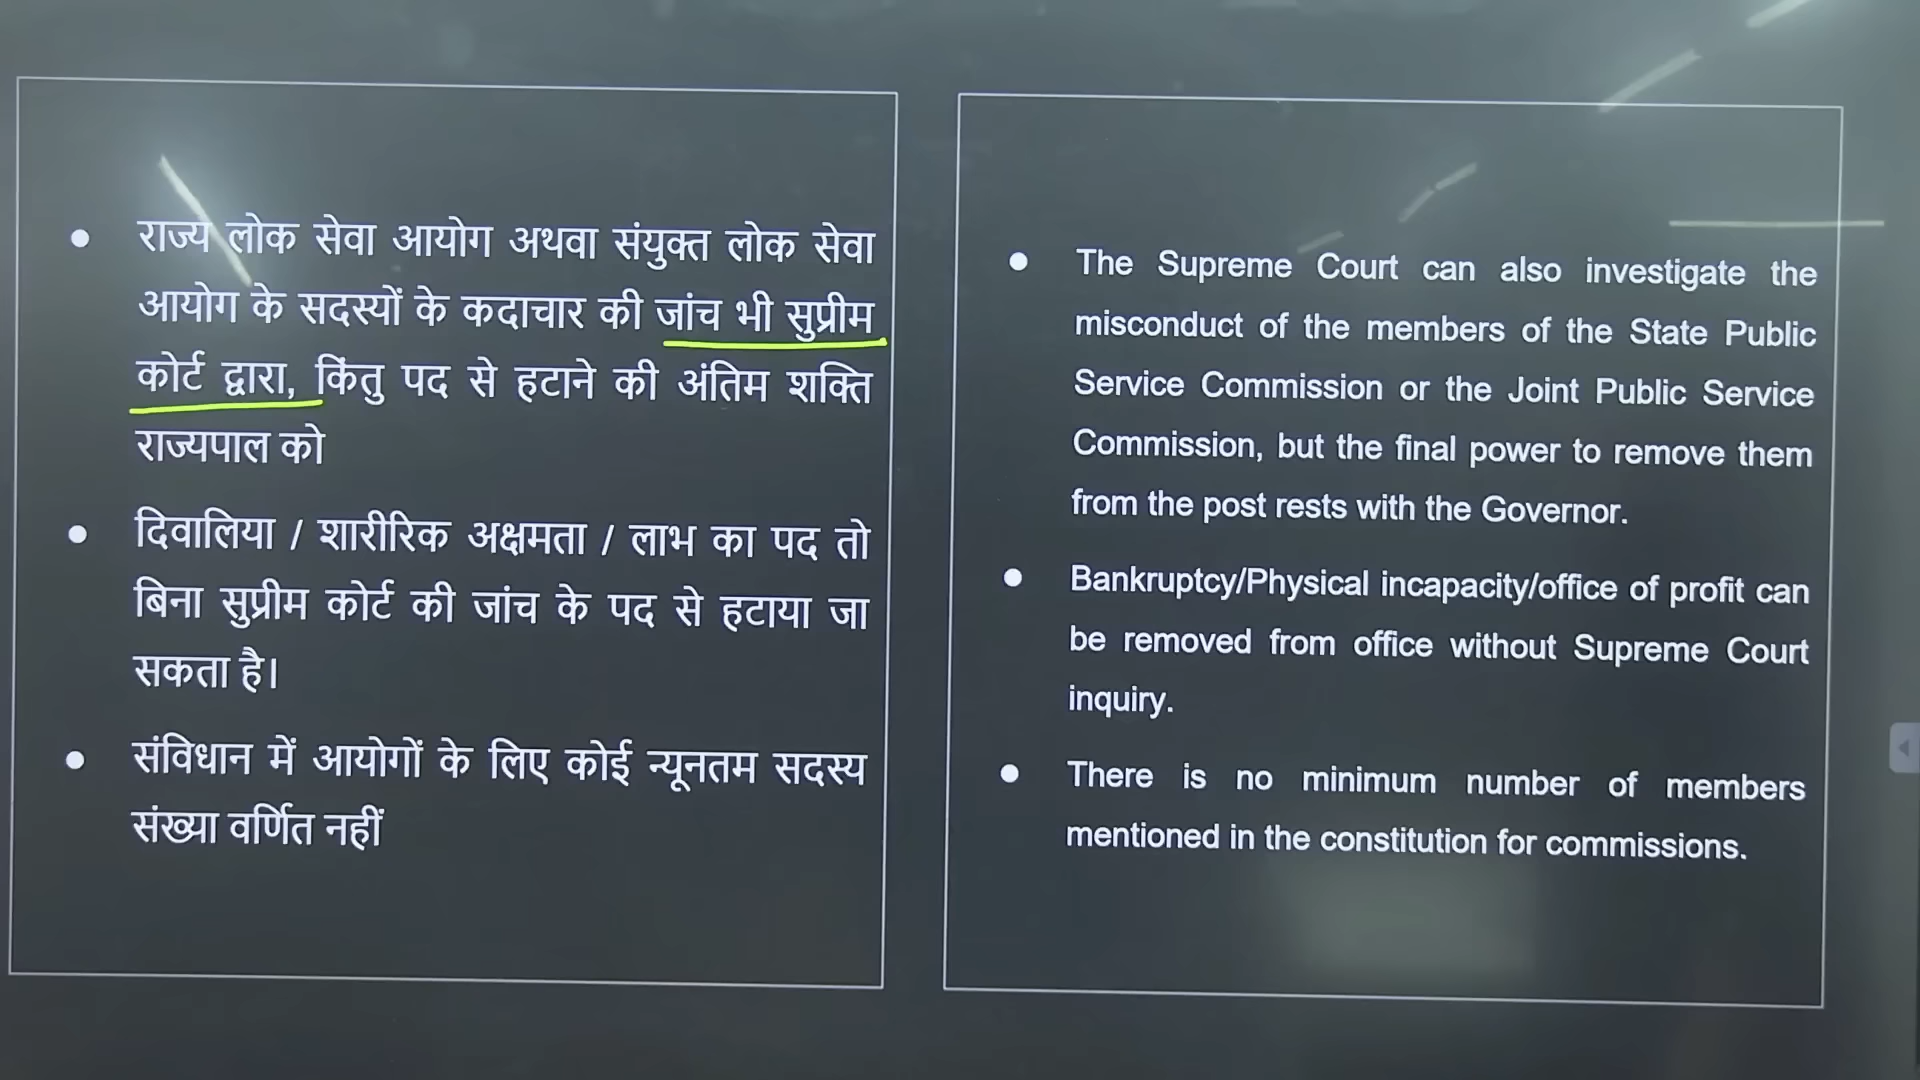 राज्य लोक सेवा आयोग अथवा संयुक्त लोक सेवा
आयोग के सदस्यों के कदाचार की जांच भी सुप्रीम
कोर्ट द्वारा, किंतु पद से हटाने की अंतिम शक्ति
राज्यपाल को
दिवालिया / शारीरिक अक्षमता / लाभ का पद तो
बिना सुप्रीम कोर्ट की जांच के पद से हटाया जा
सकता है।
संविधान में आयोगों के लिए कोई न्यूनतम सदस्य
संख्या वर्णित नहीं
The Supreme Court can also investigate the
misconduct of the members of the State Public
Service Commission or the Joint Public Service
Commission, but the final power to remove them
from the post rests with the Governor.
Bankruptcy/Physical incapacity/office of profit can
be removed from office without Supreme Court
inquiry.
There is no minimum number of members
mentioned in the constitution for commissions.